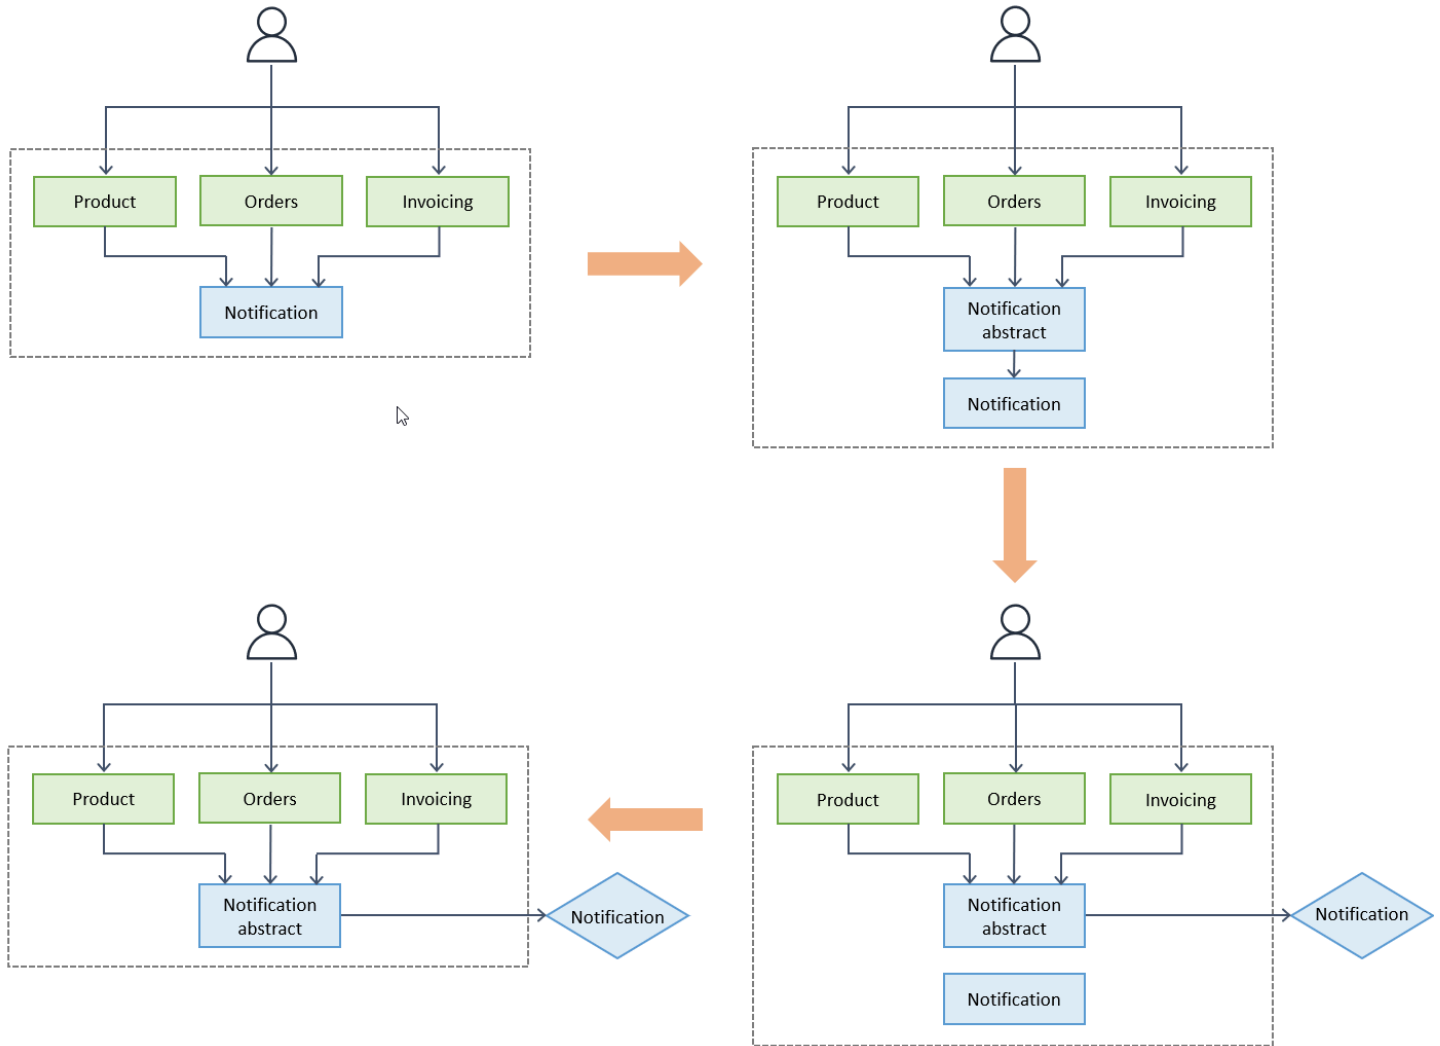 Product
Orders
Invoicing
Notification
Product
Orders
Invoicing
Notification
abstract
Notification
Product
Orders
Invoicing
Notification
abstract
Notification
Product
Orders
Invoicing
Notification
abstract
Notification
Notification